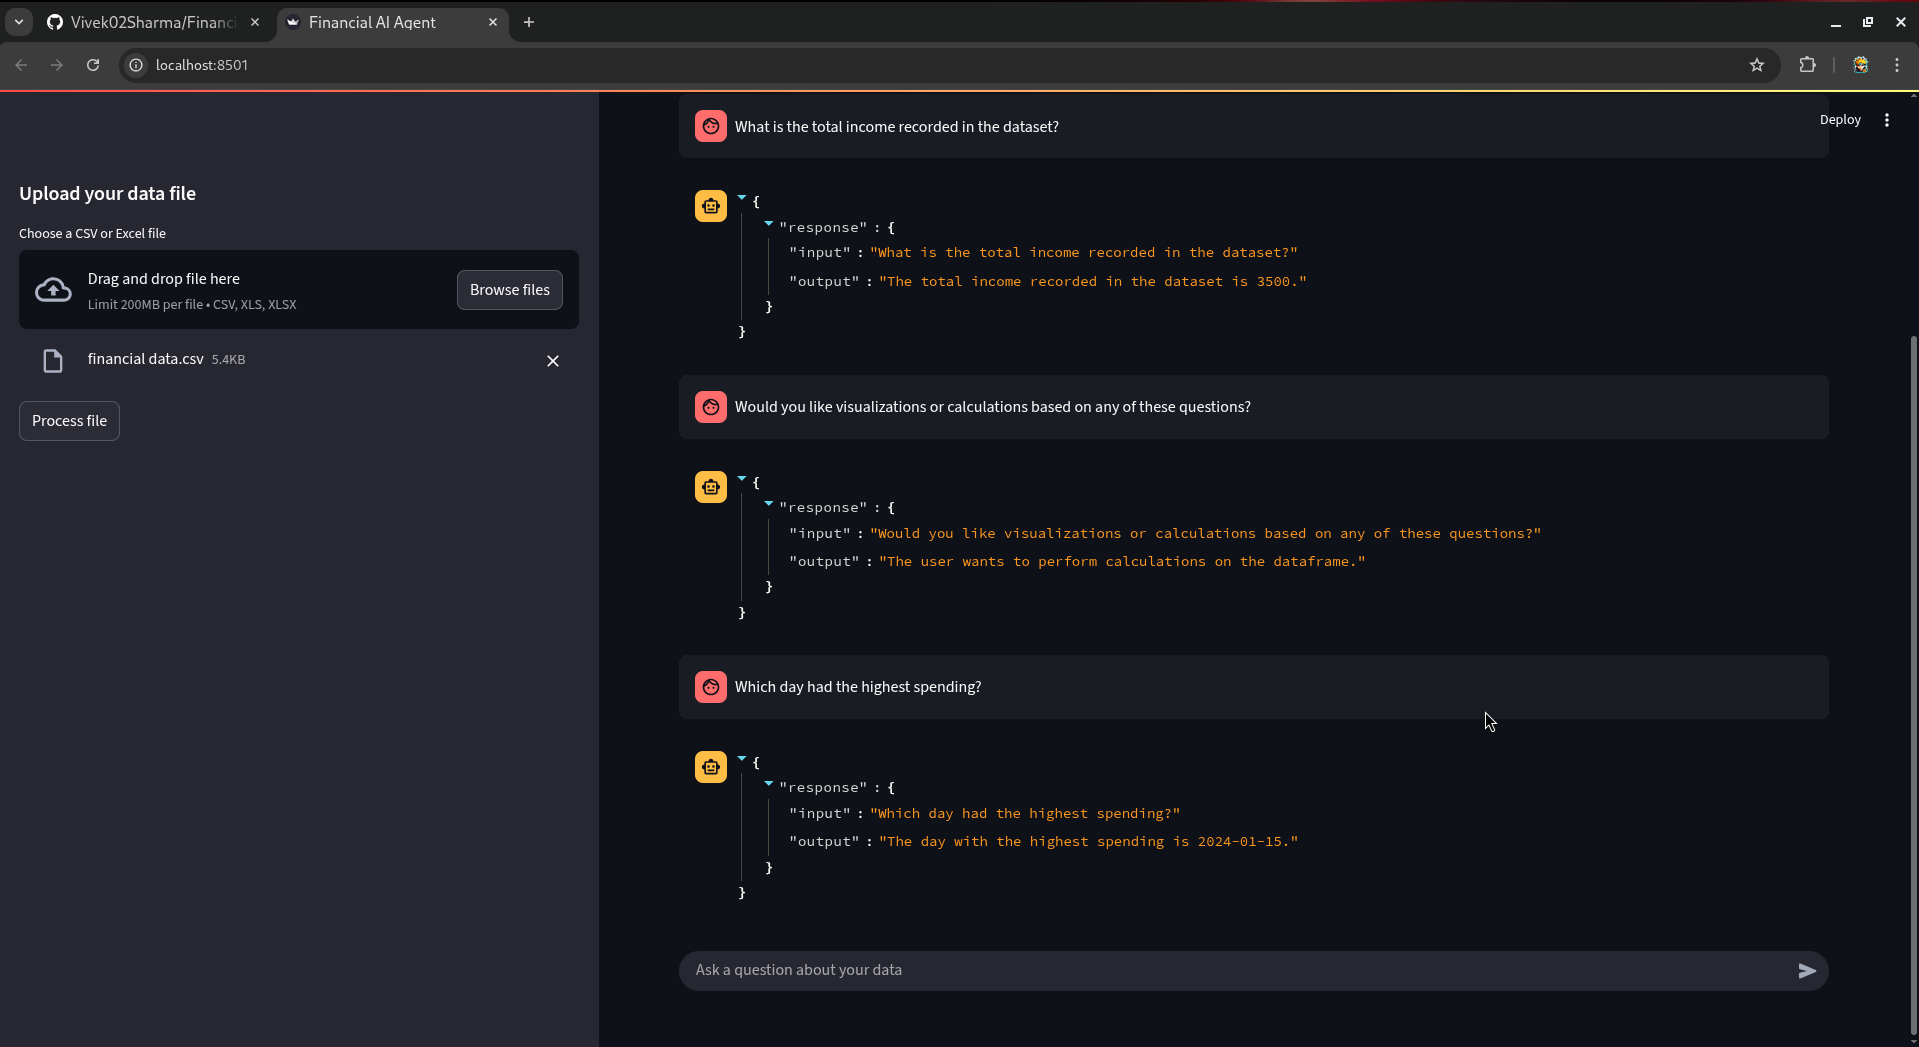 Vivek02Sharma/Financi
Financial AI Agent
localhost:8501
Deploy
Upload your data file
Choose a CSV or Excel file
Drag and drop file here
Limit 200MB per file • CSV, XLS, XLSX
Browse files
financial data.csv 5.4KB
Process file
What is the total income recorded in the dataset?
{
"response" : {
"input" : "What is the total income recorded in the dataset?"
"output" : "The total income recorded in the dataset is 3500."
}
}
Would you like visualizations or calculations based on any of these questions?
{
"response" : {
"input" : "Would you like visualizations or calculations based on any of these questions?"
"output" : "The user wants to perform calculations on the dataframe."
}
}
Which day had the highest spending?
{
"response" : {
"input" : "Which day had the highest spending?"
"output" : "The day with the highest spending is 2024-01-15."
}
}
Ask a question about your data